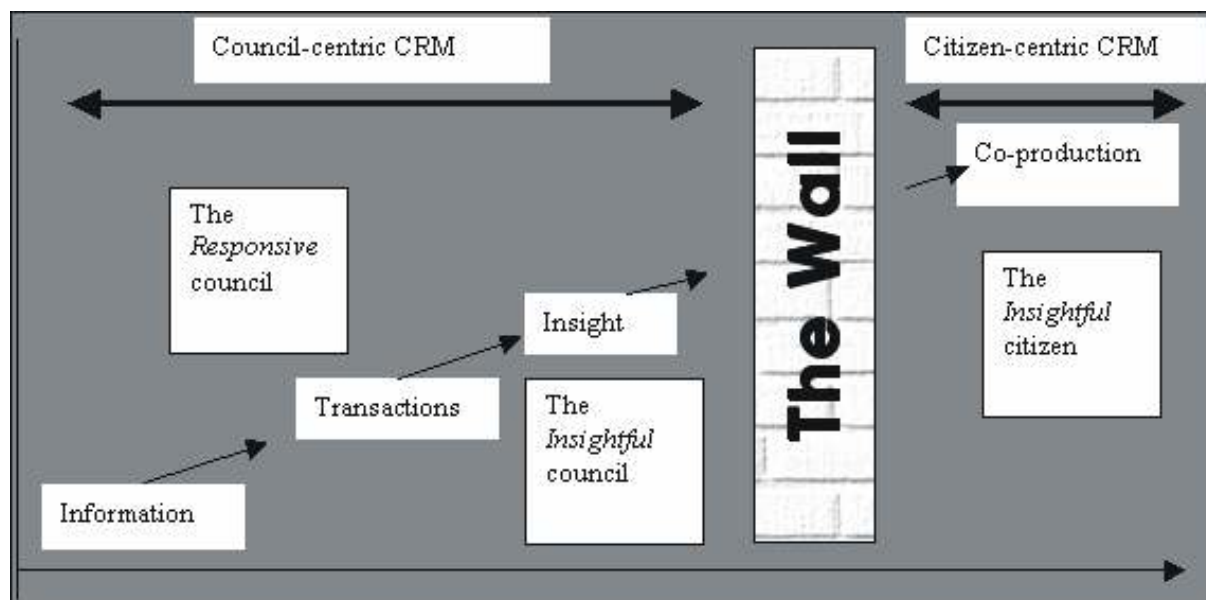 Council-centric CRM
Citizen-centric CRM
The Wall
Co-production
The
Responsive
council
The
Insightful
citizen
Insight
Transactions
The
Insightful
council
Information